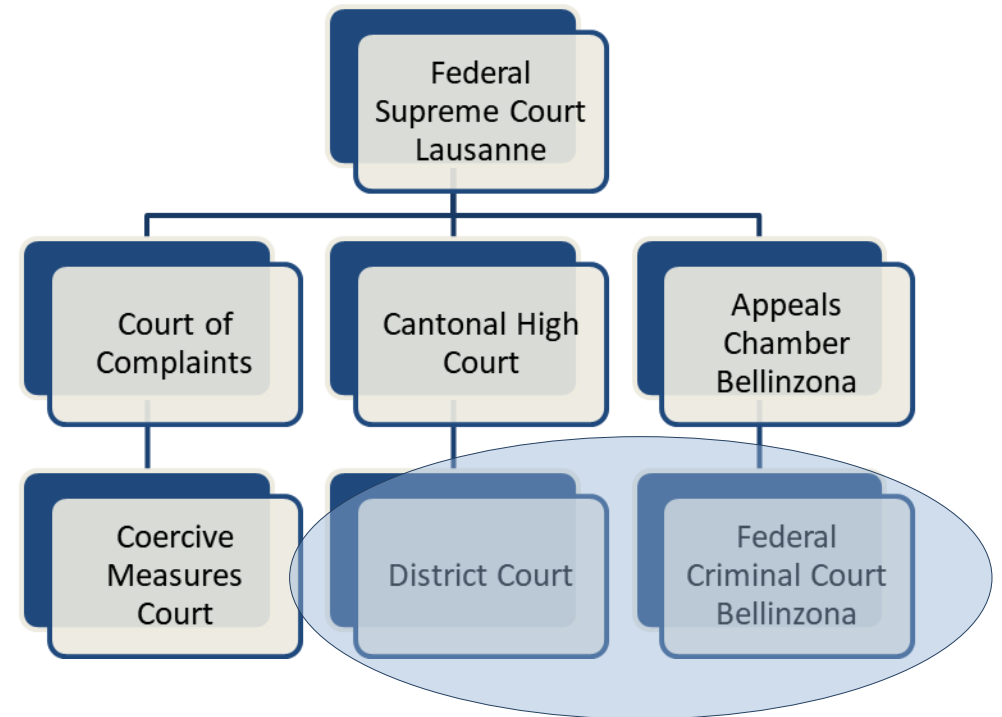 Federal
Supreme Court
Lausanne
Court of
Complaints
Cantonal High
Court
Appeals
Chamber
Bellinzona
Coercive
Measures
Court
District Court
Federal
Criminal Court
Bellinzona